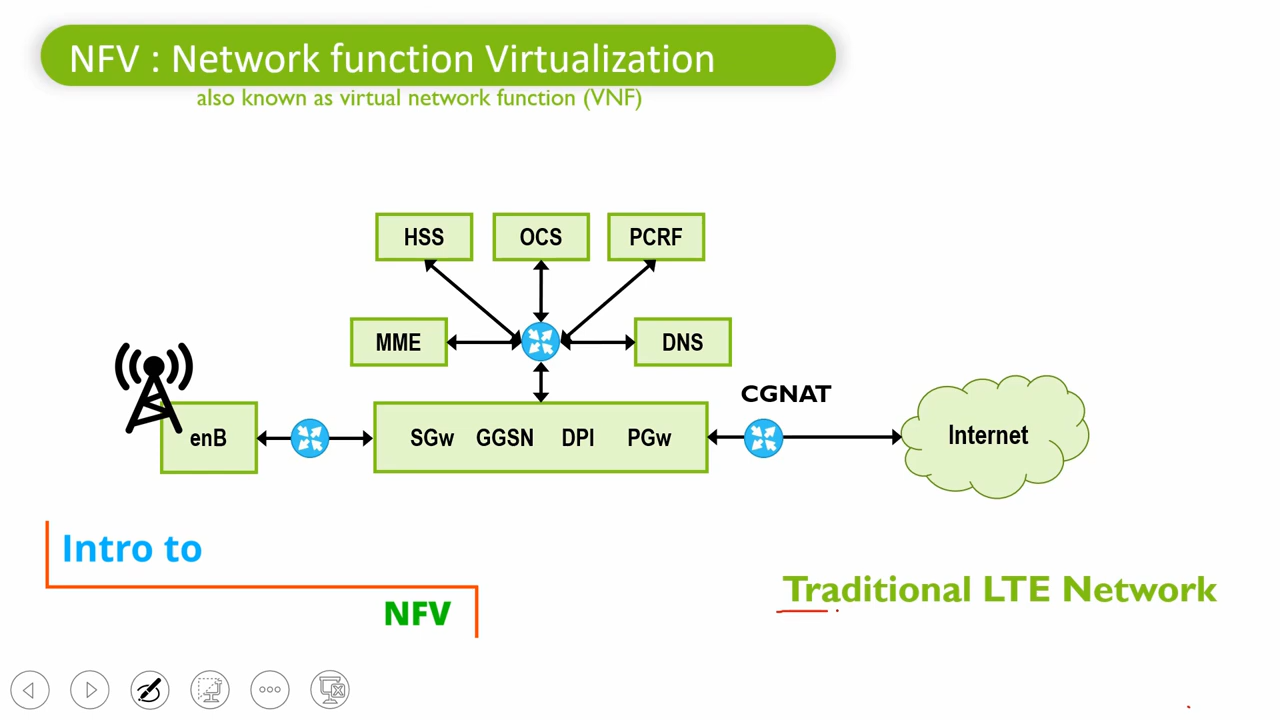 NFV : Network function Virtualization
also known as virtual network function (VNF)
HSS
OCS
PCRF
MME
DNS
CGNAT
enB
SGw GGSN DPI PGw
Internet
Intro to
NFV
Traditional LTE Network